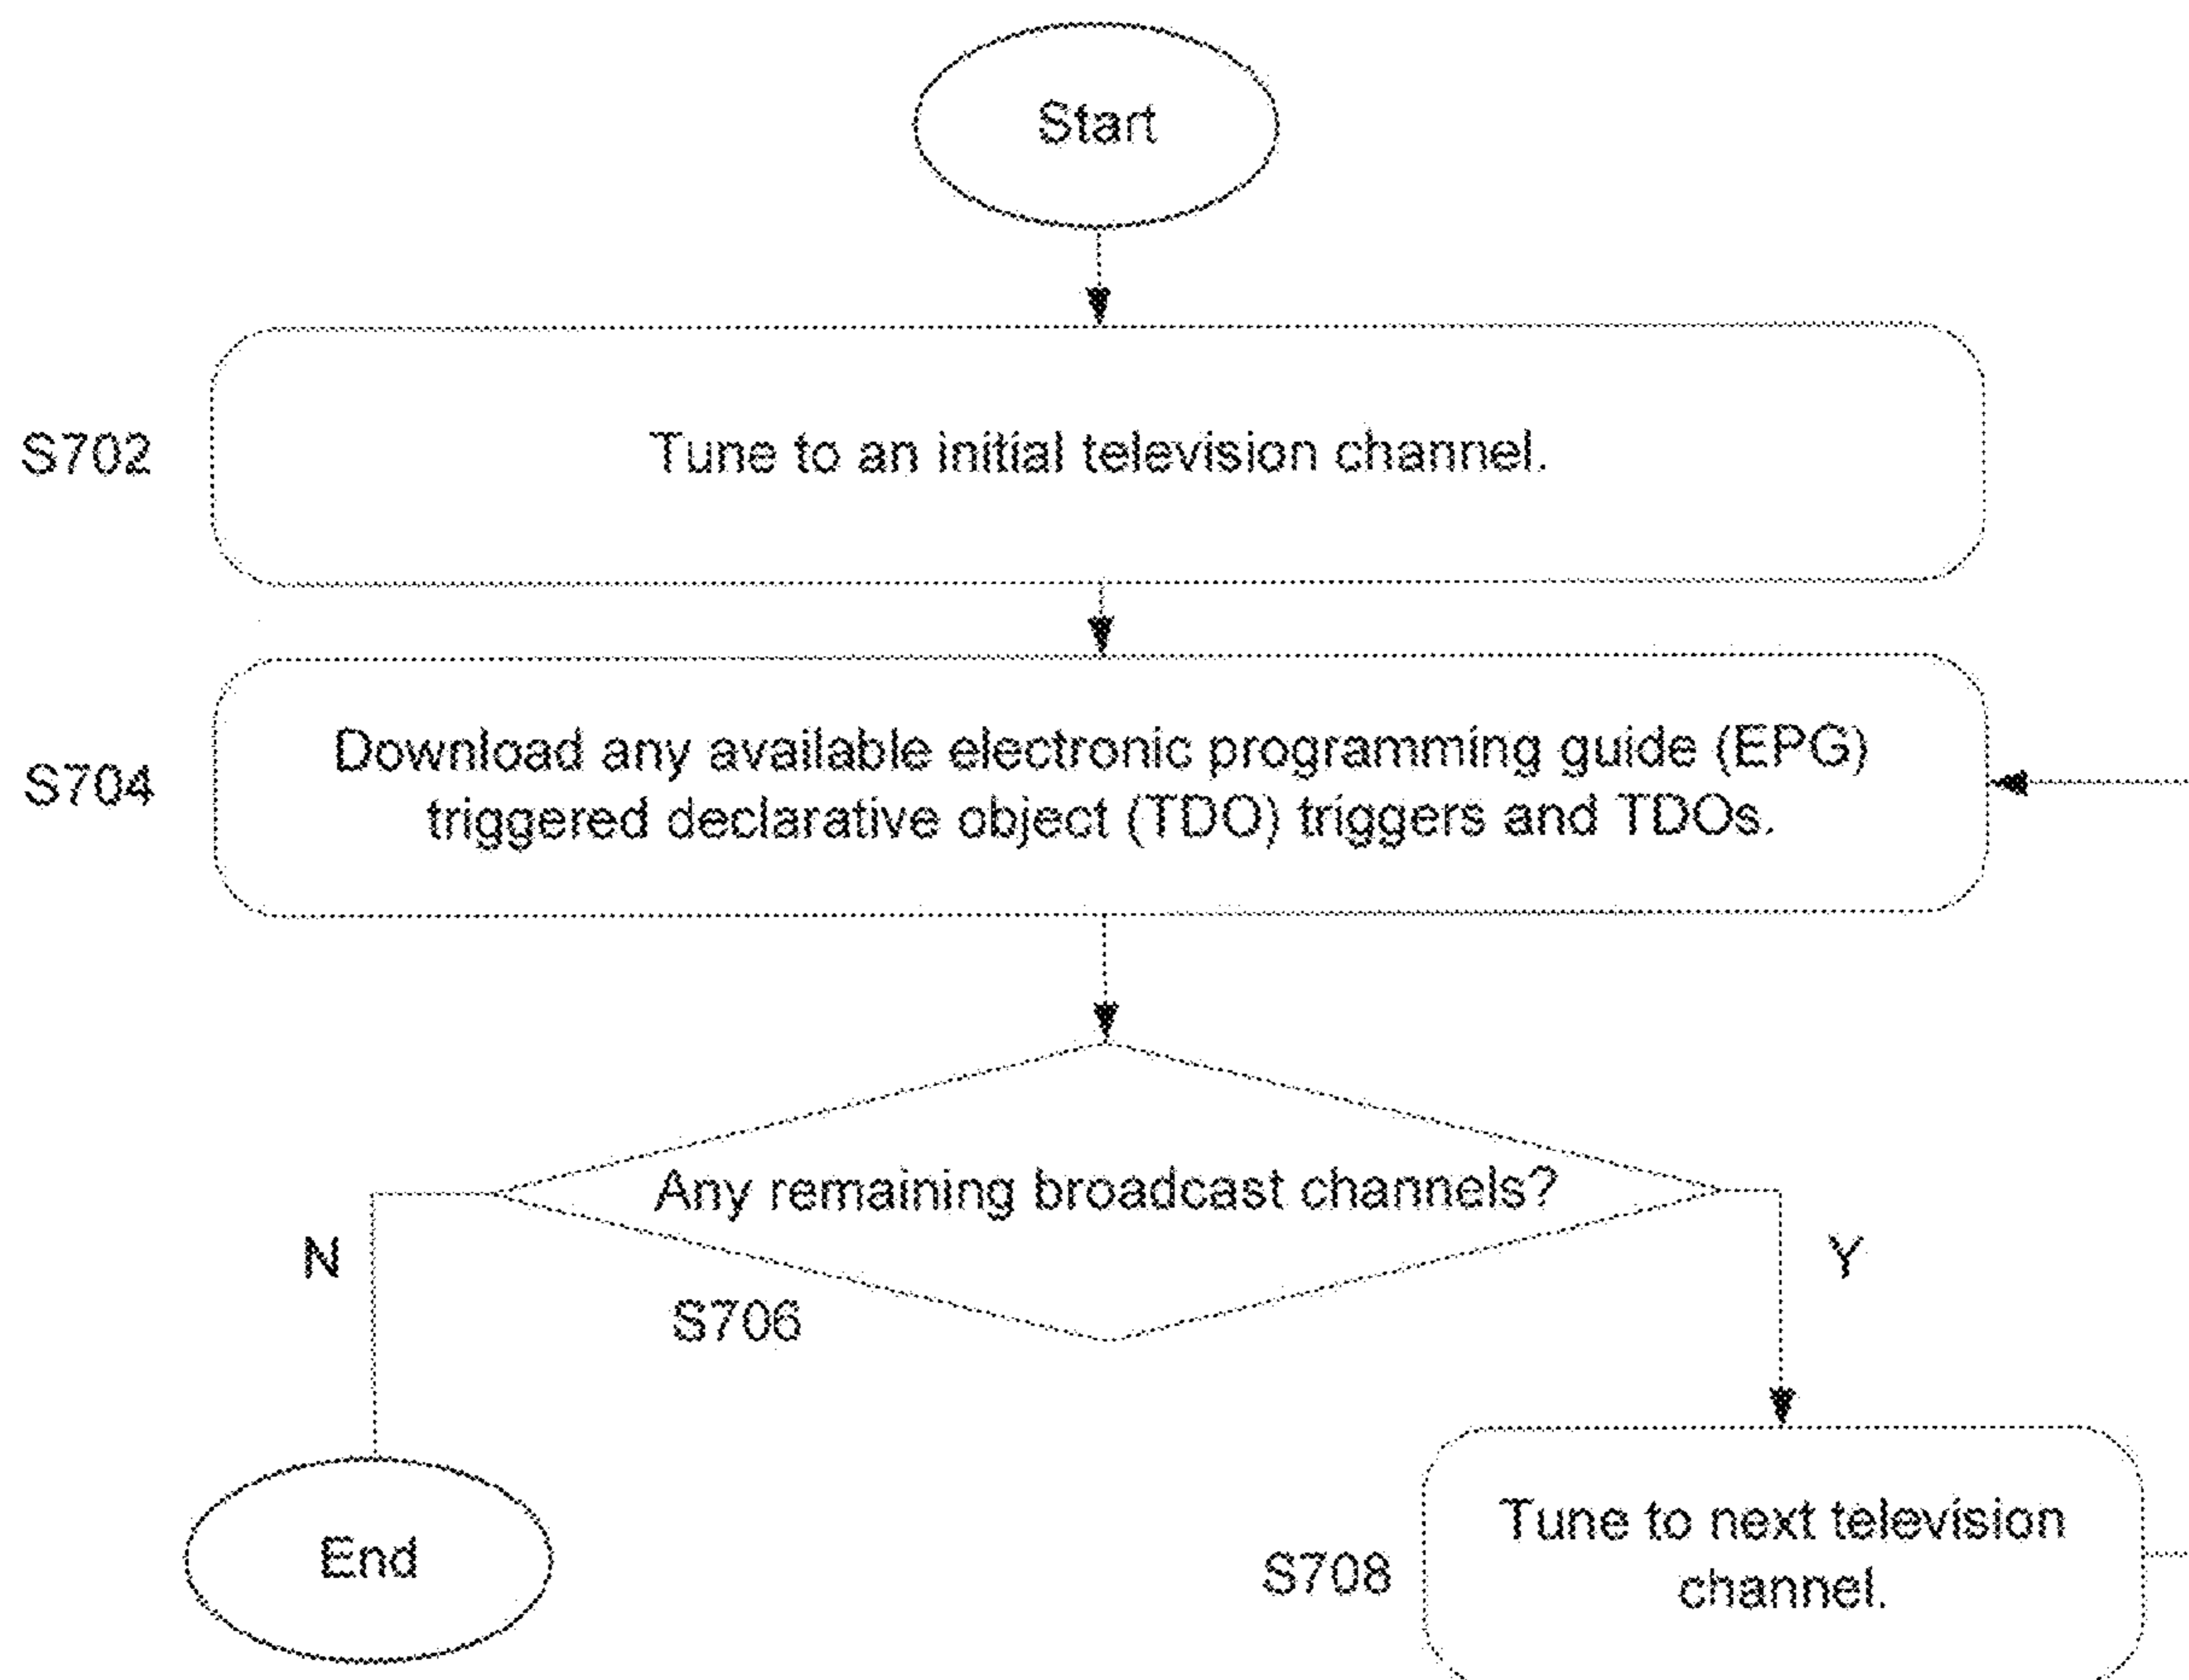 Start
S702
Tune to an initial television channel.
S704
Download any available electronic programming guide (EPG)
triggered declarative object (TDO) triggers and TDOs.
Any remaining broadcast channels?
N
Y
S706
End
S708
Tune to next television
channel.